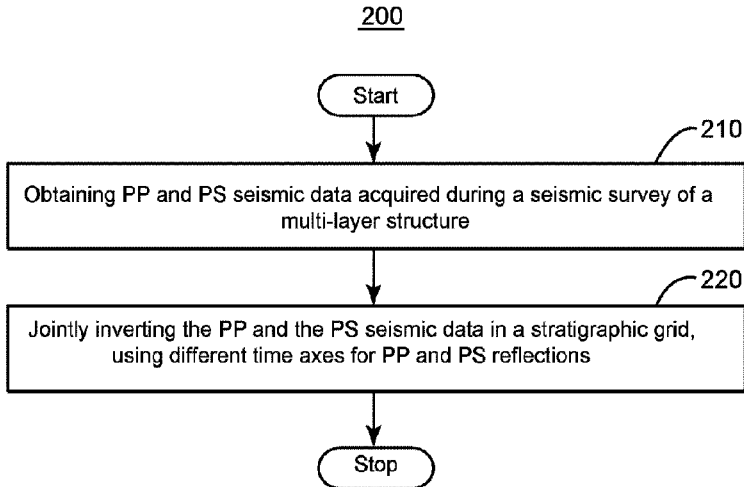 200
Start
210
Obtaining PP and PS seismic data acquired during a seismic survey of a
multi-layer structure
220
Jointly inverting the PP and the PS seismic data in a stratigraphic grid,
using different time axes for PP and PS reflections
Stop